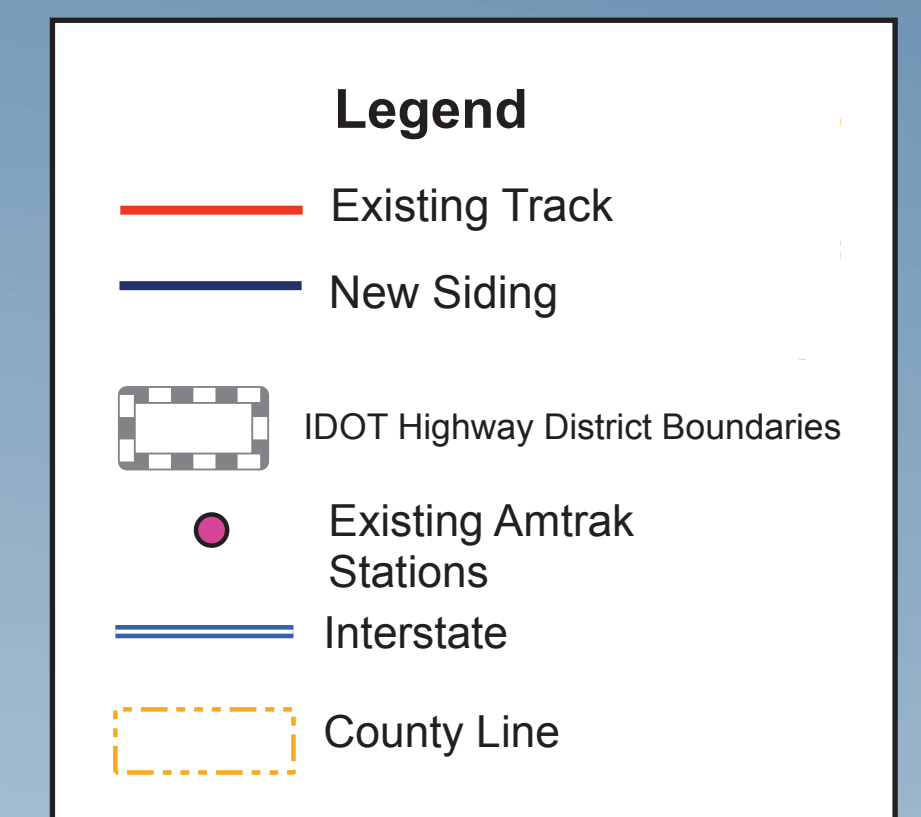 Legend
Existing Track
New Siding
IDOT Highway District Boundaries
Existing Amtrak
Stations
Interstate
County Line